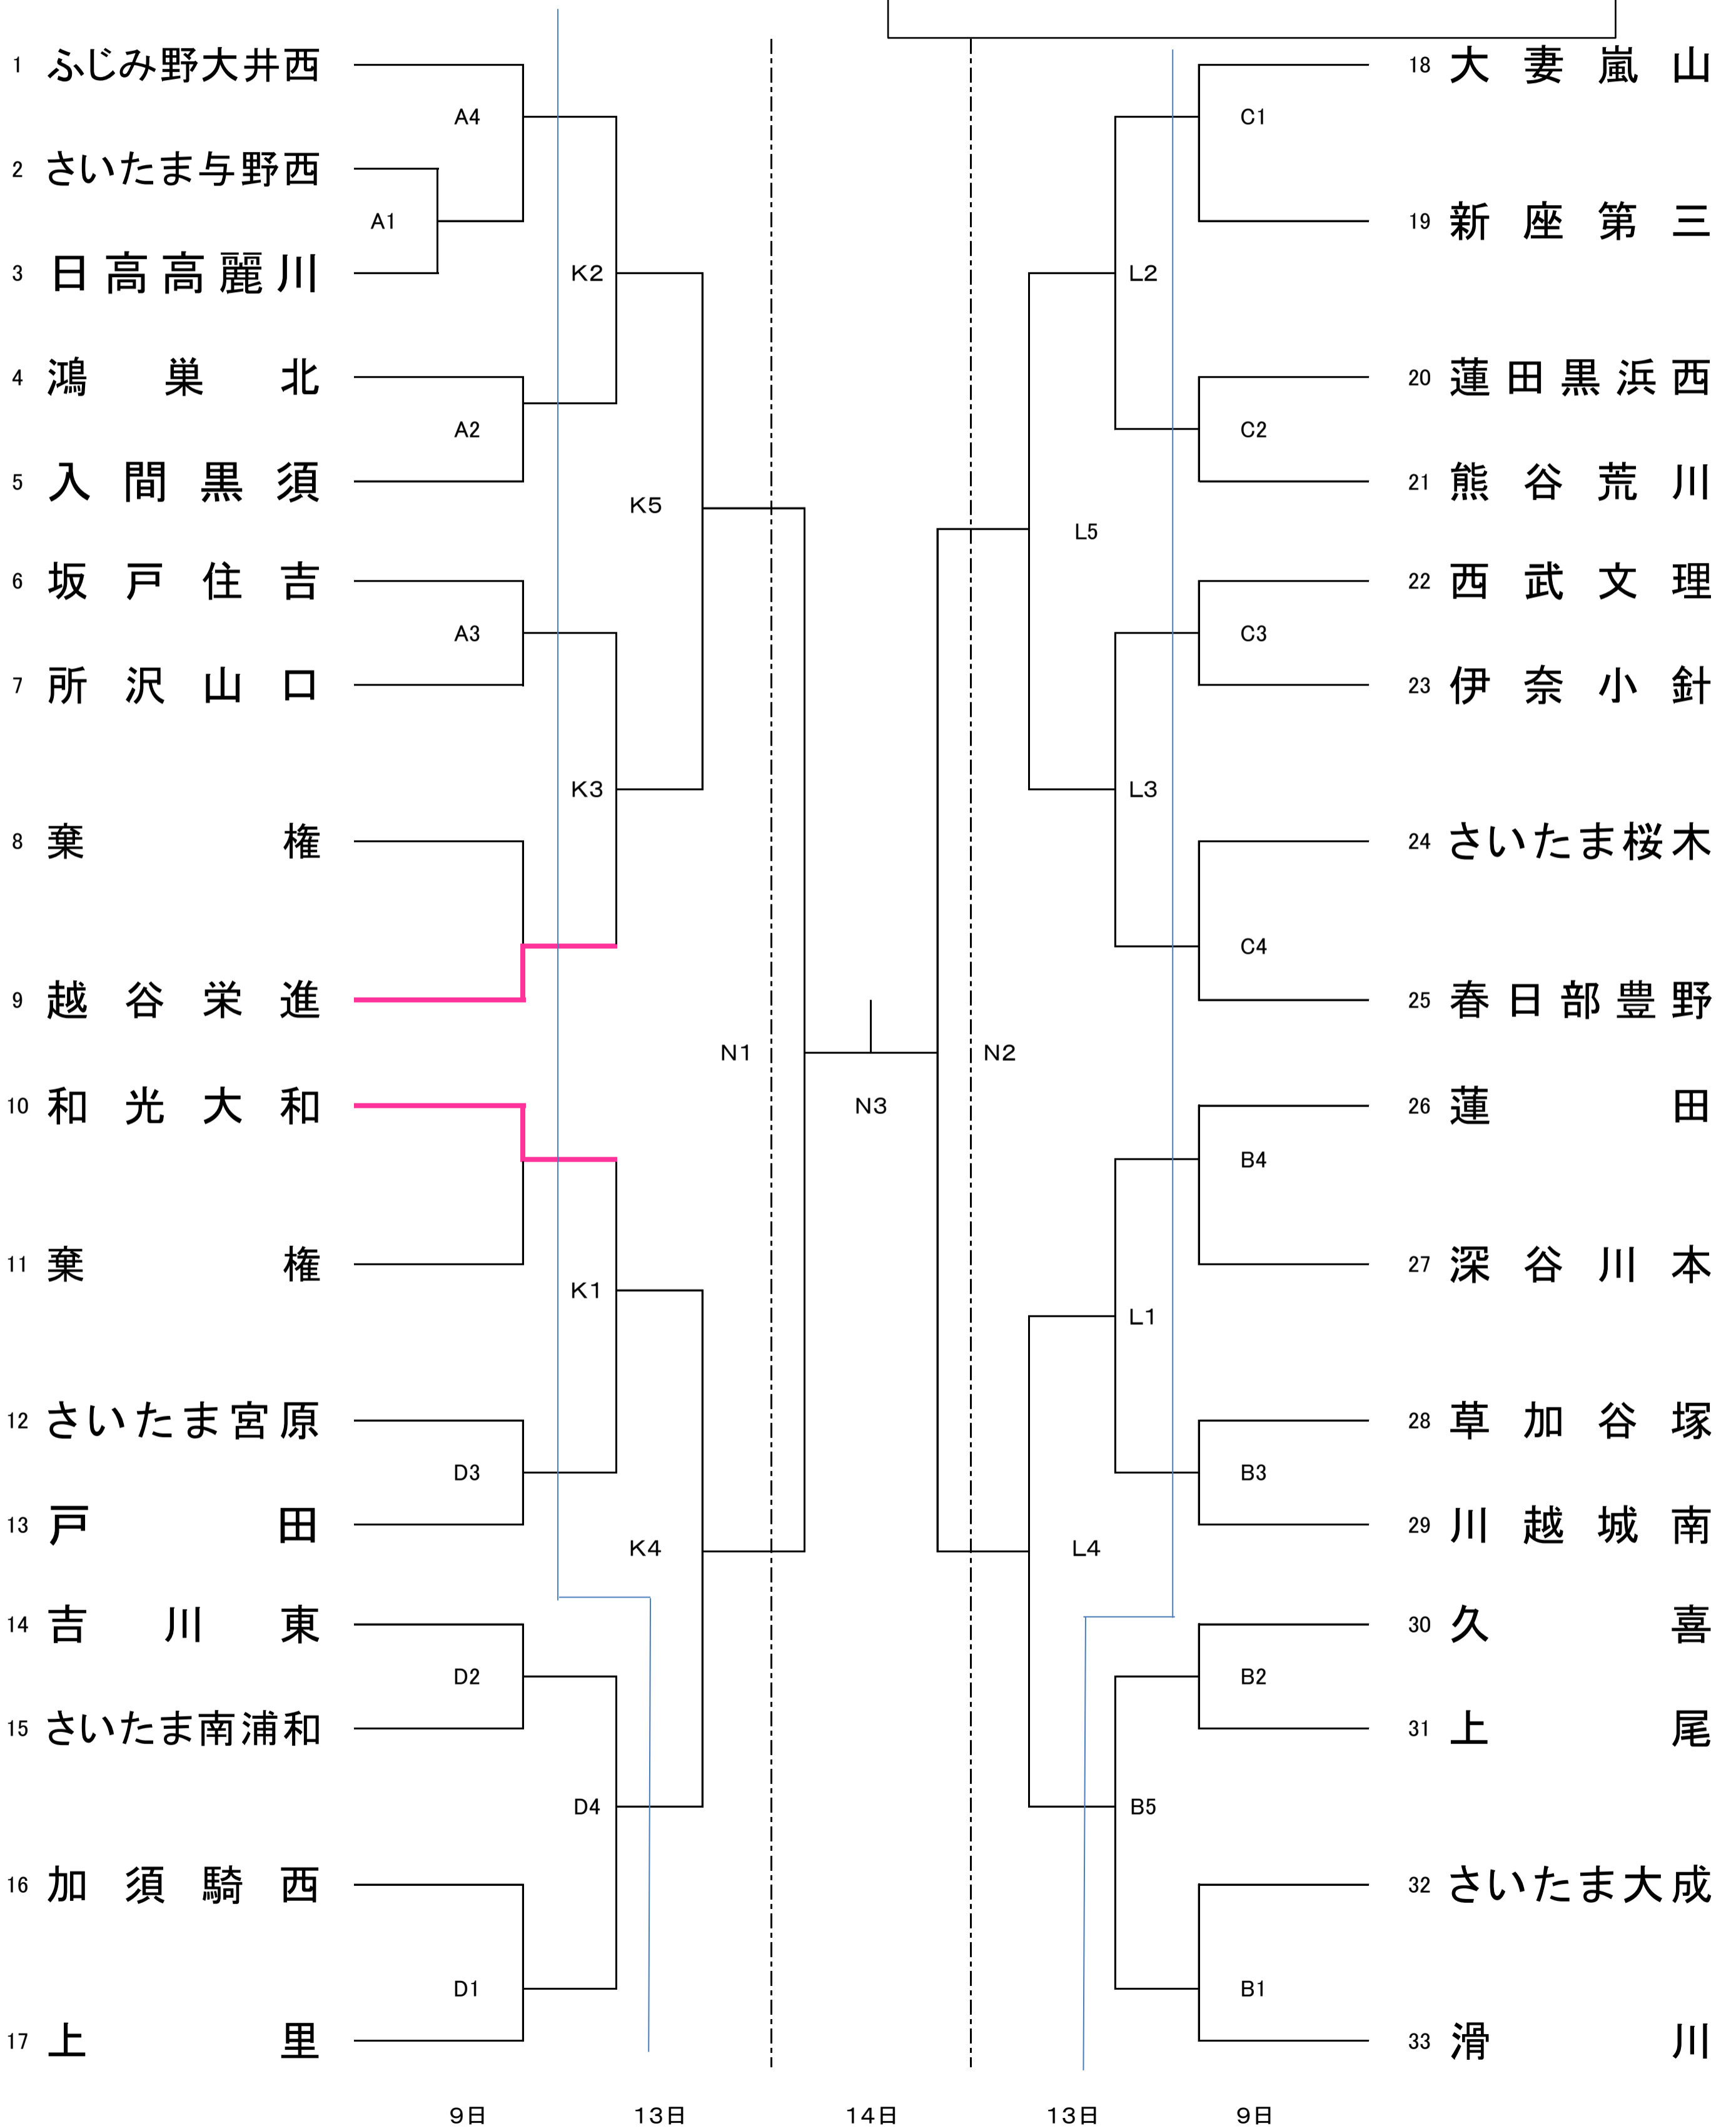 1 ふじみ野大井西
A4
2 さいたま与野西
A1
3 日高高麗川
K2
4 鴻巣北
A2
5 入間黒須
K5
6 坂戸住吉
A3
7 所沢山口
K3
8 棄権
9 越谷栄進
N1
10 和光大和
N3
11 棄権
K1
12 さいたま宮原
D3
13 戸田
K4
14 吉川東
D2
15 さいたま南浦和
D4
16 加須騎西
D1
17 上里
18 大妻嵐山
C1
19 新座第三
L2
20 蓮田黒浜西
C2
21 熊谷荒川
L5
22 西武文理
C3
23 伊奈小針
L3
24 さいたま桜木
C4
25 春日部豊野
N2
26 蓮田
B4
27 深谷川本
L1
28 草加谷塚
B3
29 川越城南
L4
30 久喜
B2
31 上尾
B5
32 さいたま大成
B1
33 滑川
9日 13日 14日 13日 9日